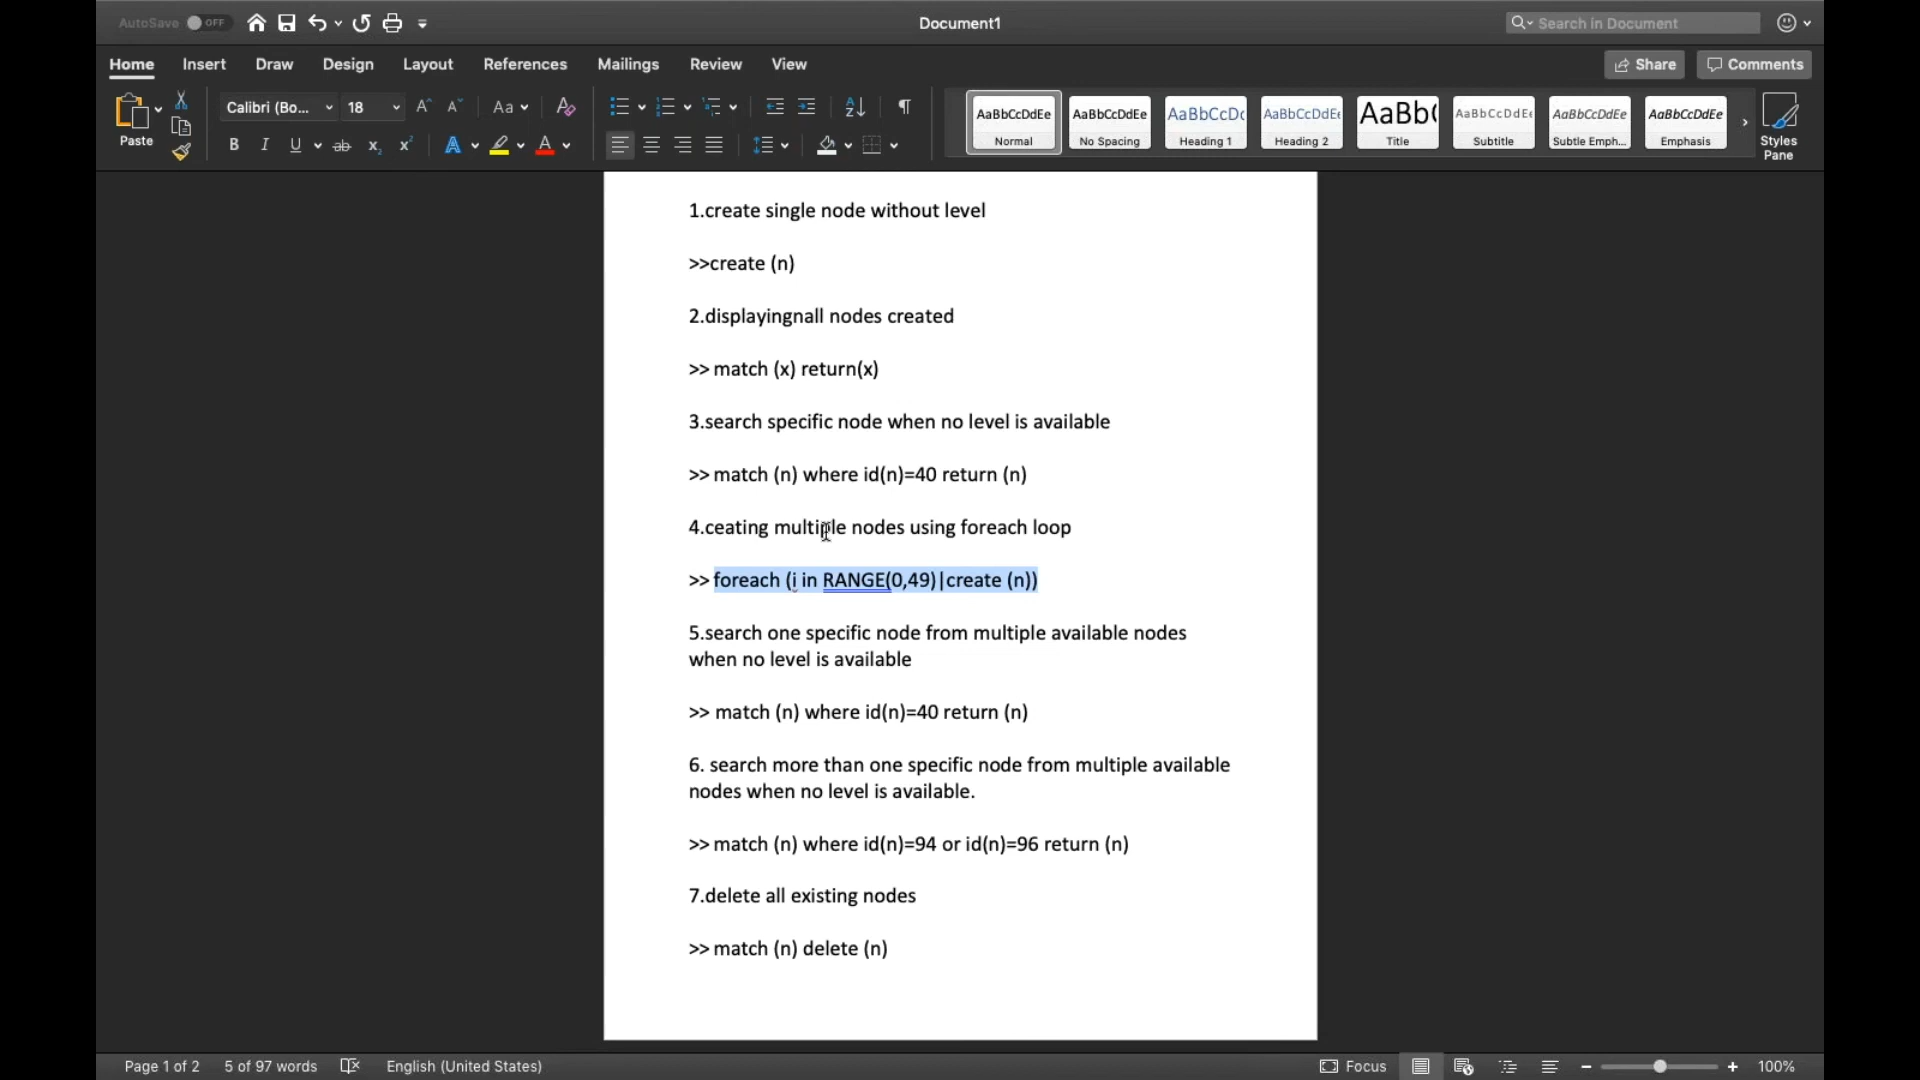 AutoSave OFF
Document1
Search in Document
Home Insert Draw Design Layout References Mailings Review View
Share Comments
Paste
Calibri (Bo... 18
AaBbCcDdEe AaBbCcDdEe AaBbCcDc AaBbCcDdEe AaBb( AaBbCcDdEe AaBbCcDdEe AaBbCcDdEe
Normal No Spacing Heading 1 Heading 2 Title Subtitle Subtle Emph... Emphasis
Styles
Pane
1.create single node without level
>>create (n)
2.displayingnall nodes created
>> match (x) return(x)
3.search specific node when no level is available
>> match (n) where id(n)=40 return (n)
4.ceating multiple nodes using foreach loop
>> foreach (i in RANGE(0,49)|create (n))
5.search one specific node from multiple available nodes
when no level is available
>> match (n) where id(n)=40 return (n)
6. search more than one specific node from multiple available
nodes when no level is available.
>> match (n) where id(n)=94 or id(n)=96 return (n)
7.delete all existing nodes
>> match (n) delete (n)
Page 1 of 2 5 of 97 words English (United States)
Focus 100%